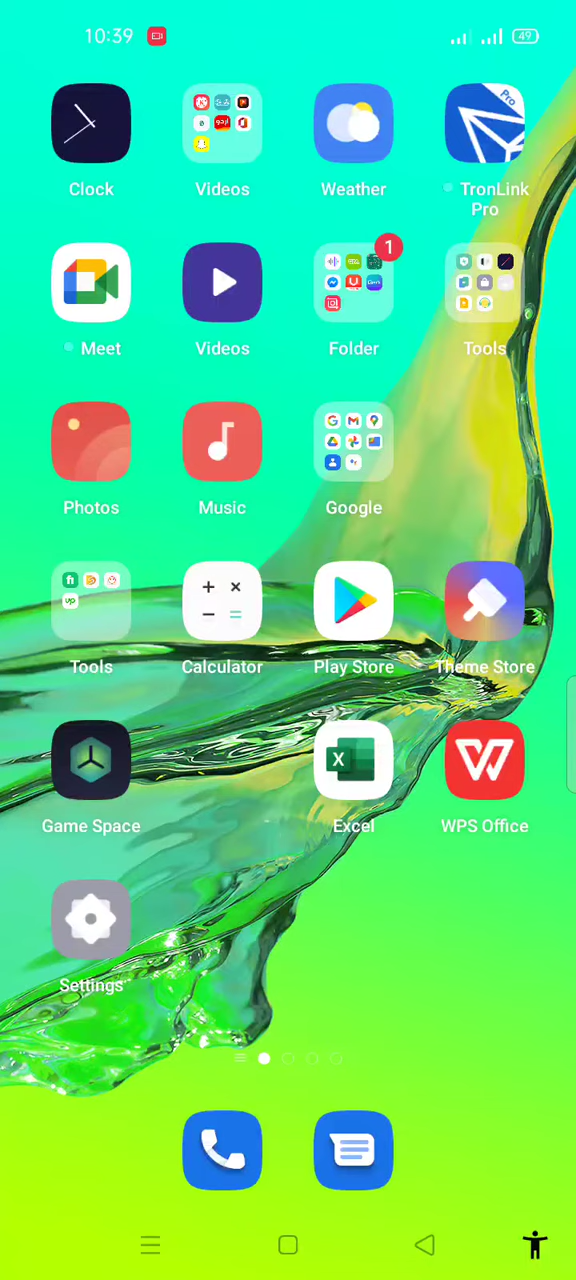 10:39
49
Clock
Videos
Weather
Pro
TronLink
Pro
Meet
Videos
1
Folder
Tools
Photos
Music
Google
Tools
Calculator
Play Store
Theme Store
Game Space
Excel
WPS Office
Settings